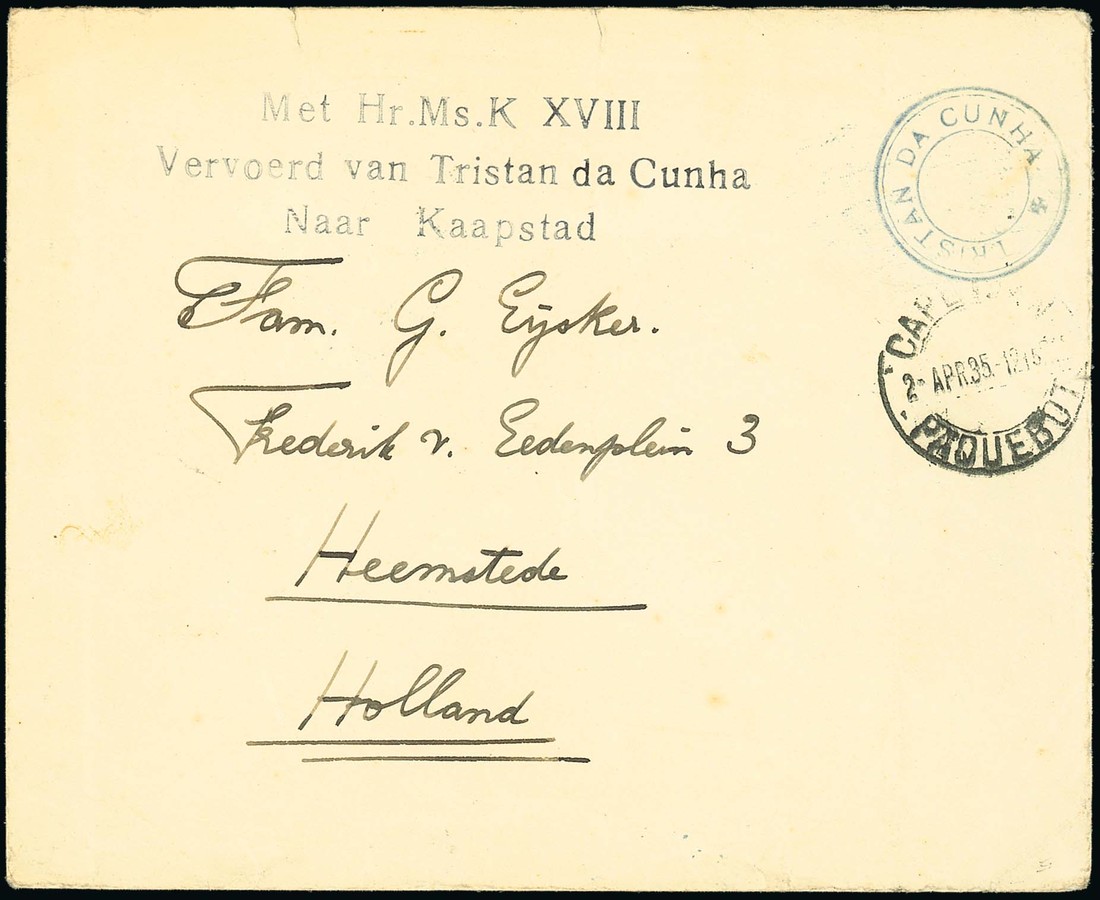 Met Hr.Ms.K XVIII
Vervoerd van Tristan da Cunha
Naar Kaapstad
TRISTAN DA CUNHA
Fam. G. Eijsker.
PAQUEBOT
2- APR.35.
Frederik v. Eedenplein 3
Heemstede
Holland